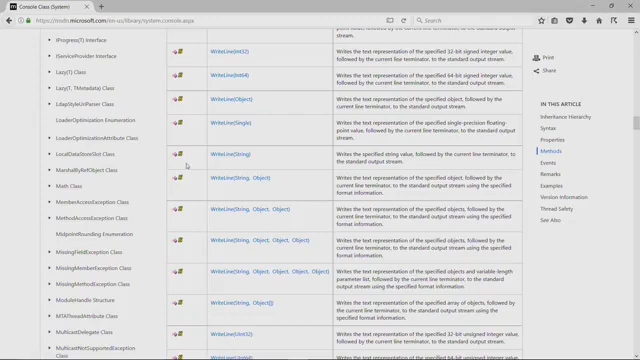 Console Class (System)
https://msdn.microsoft.com/en-us/library/system.console.aspx
Search
IProgress(T) Interface
IServiceProvider Interface
Lazy(T) Class
Lazy(T, TMetadata) Class
LdapStyleUriParser Class
LoaderOptimization Enumeration
LoaderOptimizationAttribute Class
LocalDataStoreSlot Class
MarshalByRefObject Class
Math Class
MemberAccessException Class
MethodAccessException Class
MidpointRounding Enumeration
MissingFieldException Class
MissingMemberException Class
MissingMethodException Class
ModuleHandle Structure
MTAThreadAttribute Class
MulticastDelegate Class
MulticastNotSupportedException
Class
WriteLine(Int32)
Writes the text representation of the specified 32-bit signed integer value,
followed by the current line terminator, to the standard output stream.
WriteLine(Int64)
Writes the text representation of the specified 64-bit signed integer value,
followed by the current line terminator, to the standard output stream.
WriteLine(Object)
Writes the text representation of the specified object, followed by the
current line terminator, to the standard output stream.
WriteLine(Single)
Writes the text representation of the specified single-precision floating-
point value, followed by the current line terminator, to the standard output
stream.
WriteLine(String)
Writes the specified string value, followed by the current line terminator, to
the standard output stream.
WriteLine(String, Object)
Writes the text representation of the specified object, followed by the
current line terminator, to the standard output stream using the specified
format information.
WriteLine(String, Object, Object)
Writes the text representation of the specified objects, followed by the
current line terminator, to the standard output stream using the specified
format information.
WriteLine(String, Object, Object, Object)
Writes the text representation of the specified objects, followed by the
current line terminator, to the standard output stream using the specified
format information.
WriteLine(String, Object, Object, Object, Object)
Writes the text representation of the specified objects and variable-length
parameter list, followed by the current line terminator, to the standard
output stream using the specified format information.
WriteLine(String, Object[])
Writes the text representation of the specified array of objects, followed by
the current line terminator, to the standard output stream using the
specified format information.
WriteLine(UInt32)
Writes the text representation of the specified 32-bit unsigned integer value,
followed by the current line terminator, to the standard output stream.
Print
Share
IN THIS ARTICLE
Inheritance Hierarchy
Syntax
Properties
Methods
Events
Remarks
Examples
Version Information
Thread Safety
See Also